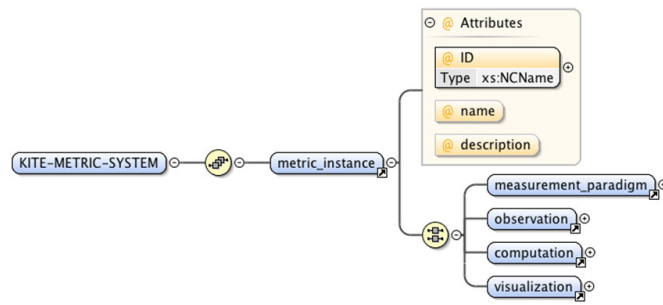 Attributes
@ ID
Type xs:NCName
@ name
@ description
KITE-METRIC-SYSTEM
metric_instance
measurement_paradigm
observation
computation
visualization